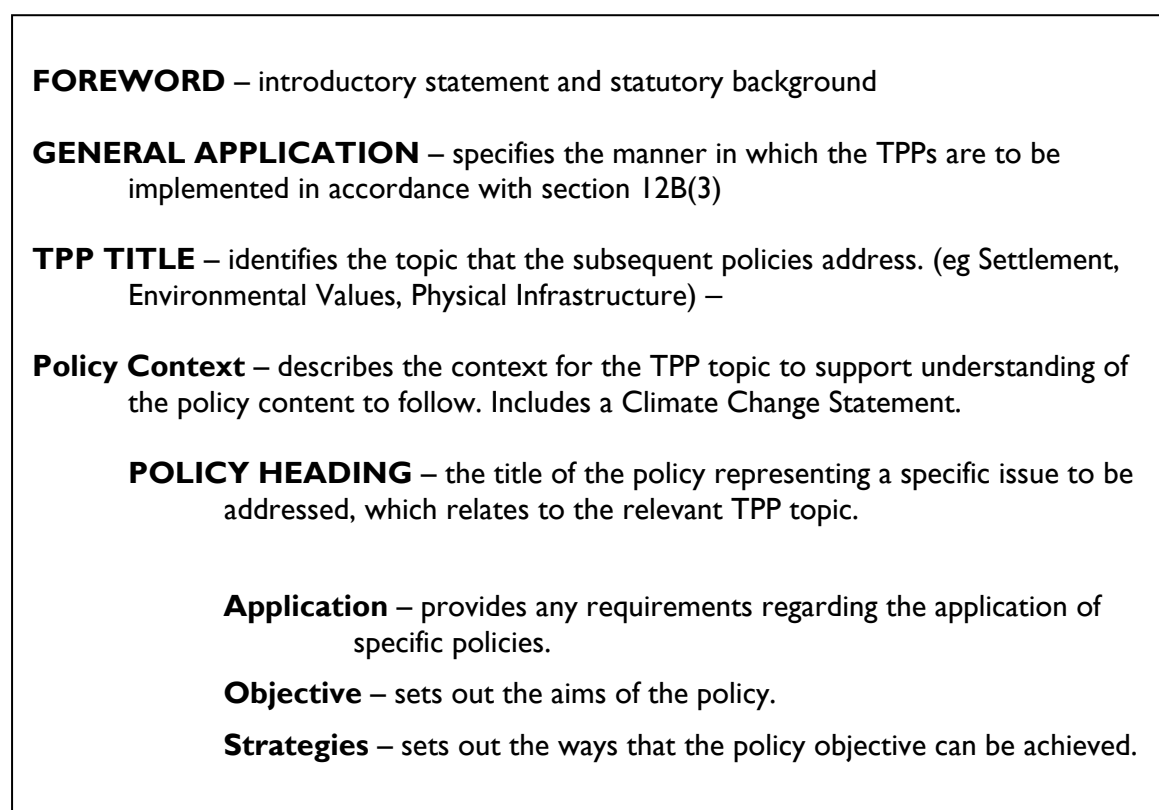 FOREWORD – introductory statement and statutory background
GENERAL APPLICATION – specifies the manner in which the TPPs are to be
implemented in accordance with section 12B(3)
TPP TITLE – identifies the topic that the subsequent policies address. (eg Settlement,
Environmental Values, Physical Infrastructure) –
Policy Context – describes the context for the TPP topic to support understanding of
the policy content to follow. Includes a Climate Change Statement.
POLICY HEADING – the title of the policy representing a specific issue to be
addressed, which relates to the relevant TPP topic.
Application – provides any requirements regarding the application of
specific policies.
Objective – sets out the aims of the policy.
Strategies – sets out the ways that the policy objective can be achieved.